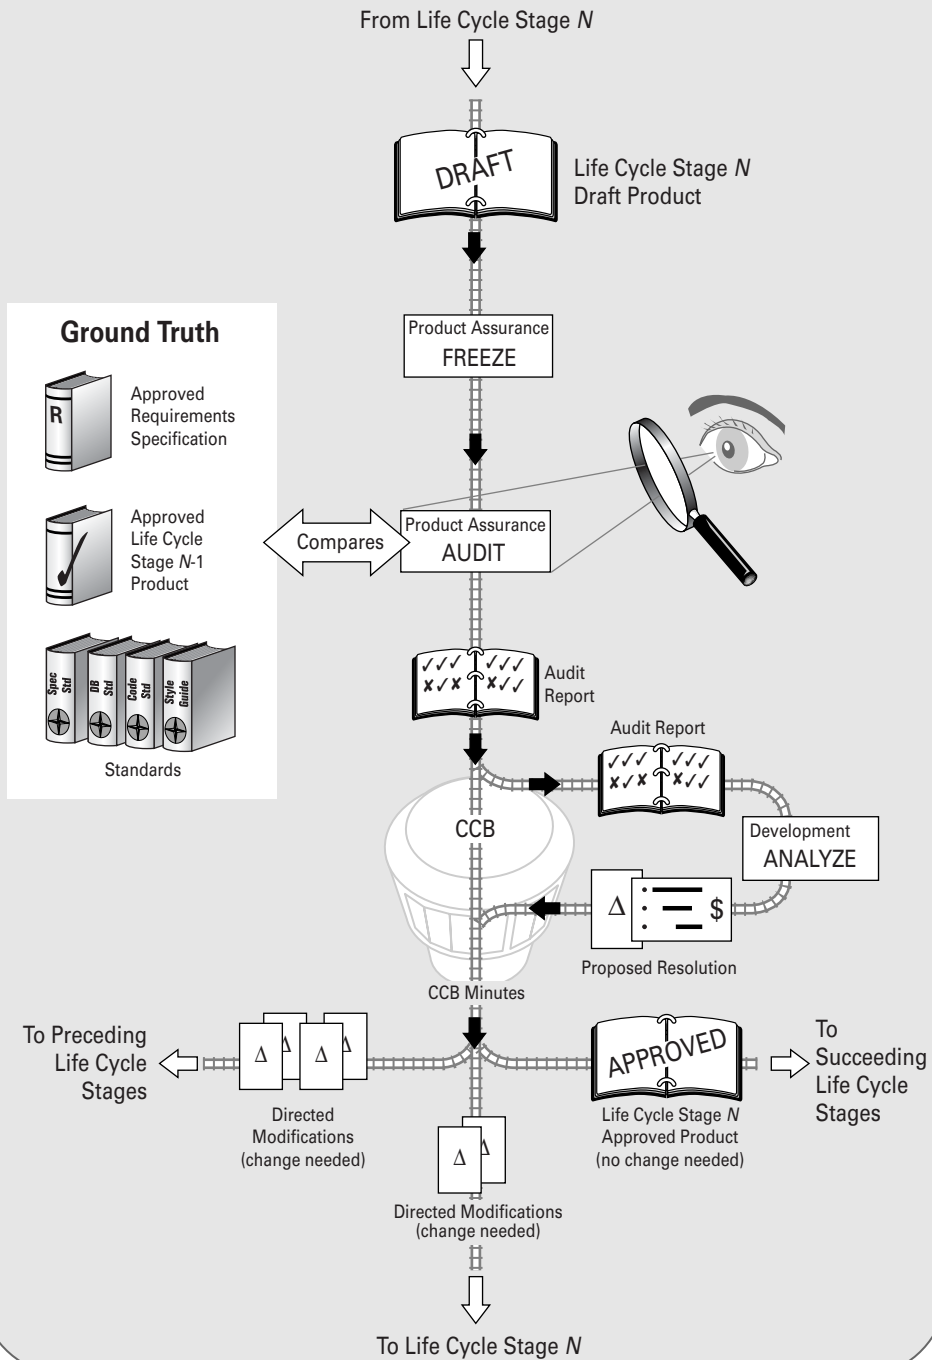 From Life Cycle Stage N
DRAFT
Life Cycle Stage N
Draft Product
Product Assurance
FREEZE
Ground Truth
R
Approved
Requirements
Specification
Approved
Life Cycle
Stage N-1
Product
Spec
Std
DB
Std
Code
Std
Style
Guide
Standards
Compares
Product Assurance
AUDIT
✓✓✓ ✓✓✓
✗✓✗ ✗✓✓
Audit
Report
Audit Report
✓✓✓ ✓✓✓
✗✓✗ ✗✓✓
CCB
Development
ANALYZE
Δ $
Proposed Resolution
CCB Minutes
To Preceding
Life Cycle
Stages
Δ Δ Δ Δ
Directed
Modifications
(change needed)
APPROVED
Life Cycle Stage N
Approved Product
(no change needed)
To
Succeeding
Life Cycle
Stages
Δ Δ
Directed Modifications
(change needed)
To Life Cycle Stage N